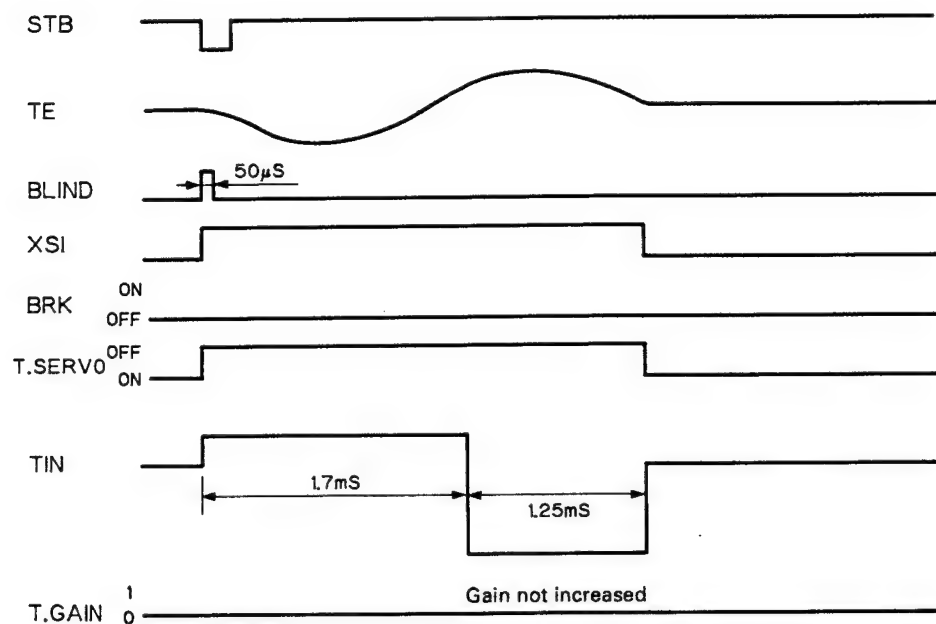 STB
TE
50μS
BLIND
XSI
ON
BRK
OFF
OFF
T.SERVO
ON
TIN
1.7mS
1.25mS
Gain not increased
1
T.GAIN
0